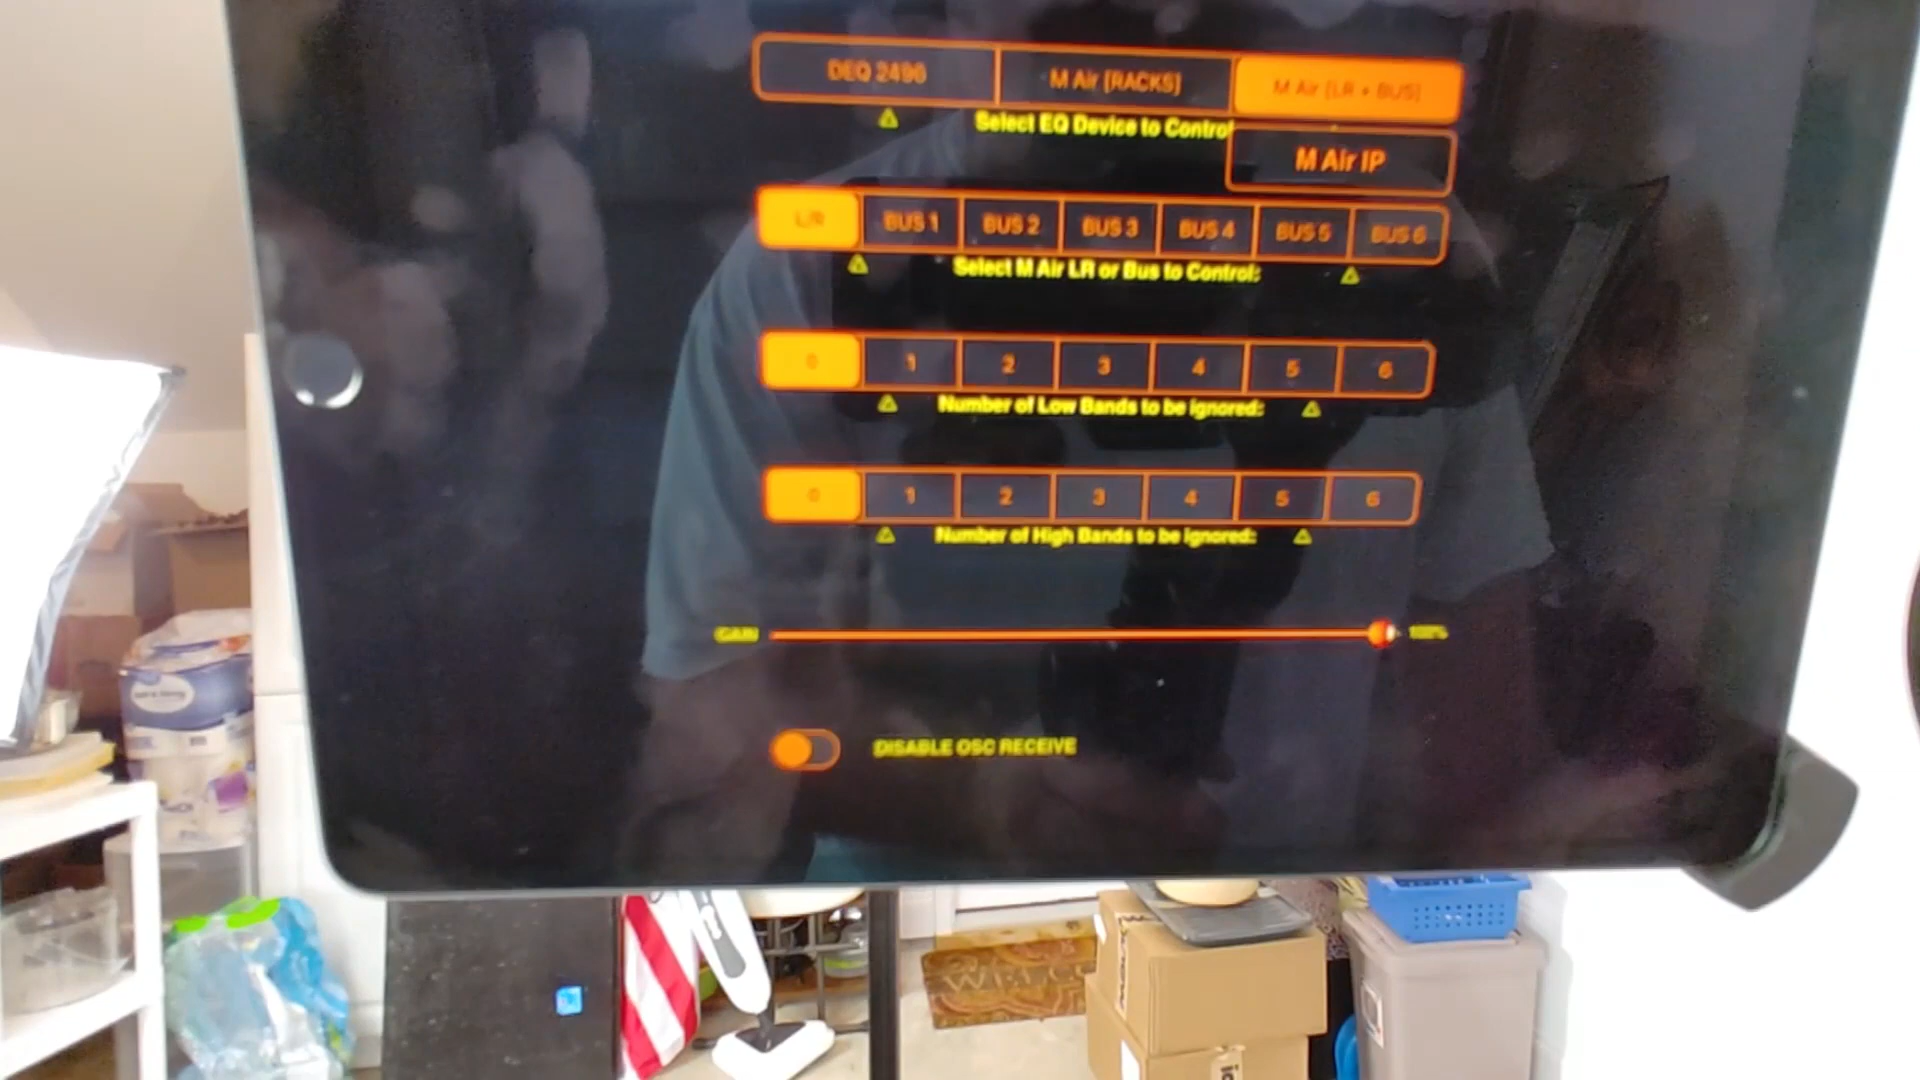 DEQ 2496 M Air [RACKS] M Air [LR + BUS]
Select EQ Device to Control
M Air IP
L/R BUS 1 BUS 2 BUS 3 BUS 4 BUS 5 BUS 6
Select M Air LR or Bus to Control:
0 1 2 3 4 5 6
Number of Low Bands to be ignored:
0 1 2 3 4 5 6
Number of High Bands to be ignored:
GAIN 100%
DISABLE OSC RECEIVE